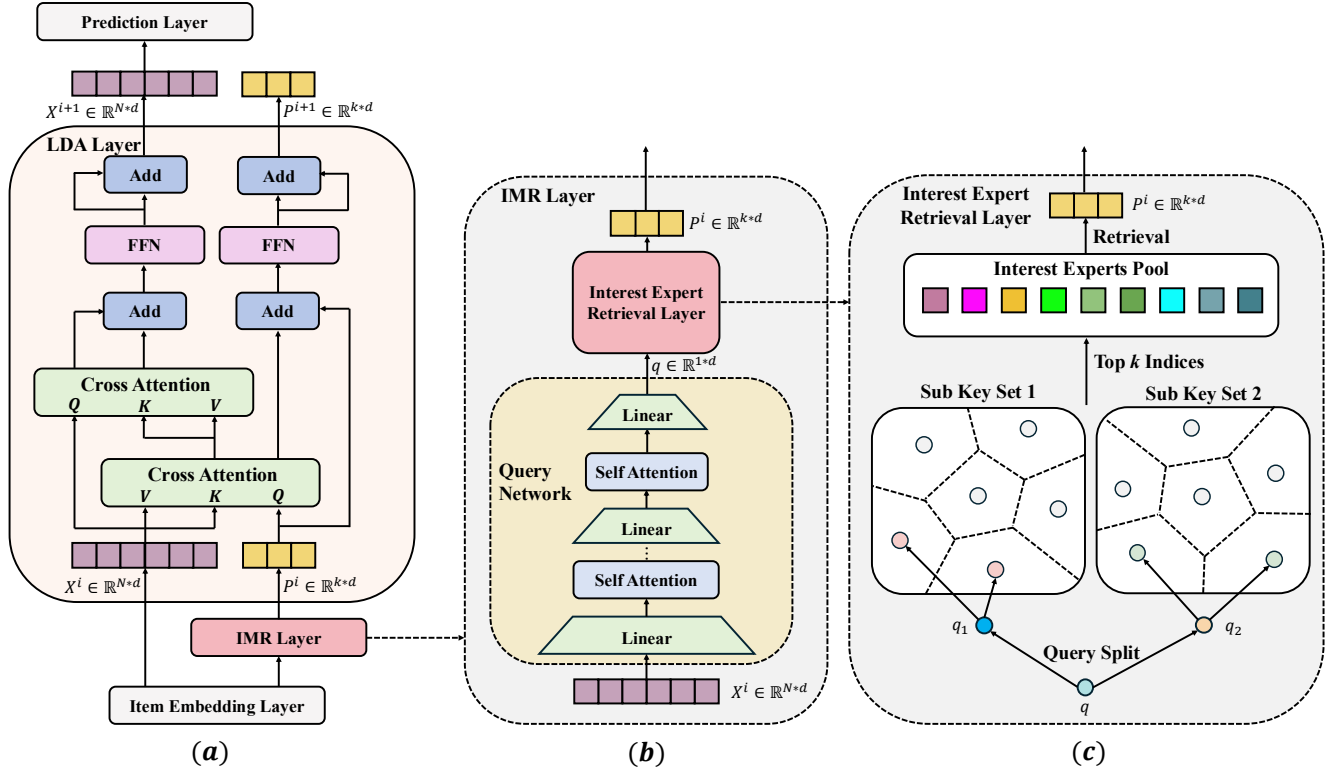 Prediction Layer
X^{i+1} ∈ ℝ^{N*d}
P^{i+1} ∈ ℝ^{k*d}
LDA Layer
Add
Add
FFN
FFN
Add
Add
Cross Attention
Q K V
Cross Attention
V K Q
X^i ∈ ℝ^{N*d}
P^i ∈ ℝ^{k*d}
IMR Layer
Item Embedding Layer
(a)
IMR Layer
P^i ∈ ℝ^{k*d}
Interest Expert
Retrieval Layer
q ∈ ℝ^{1*d}
Linear
Query
Network
Self Attention
Linear
...
Self Attention
Linear
X^i ∈ ℝ^{N*d}
(b)
Interest Expert
Retrieval Layer
P^i ∈ ℝ^{k*d}
Retrieval
Interest Experts Pool
Top k Indices
Sub Key Set 1
Sub Key Set 2
q_1
q_2
Query Split
q
(c)